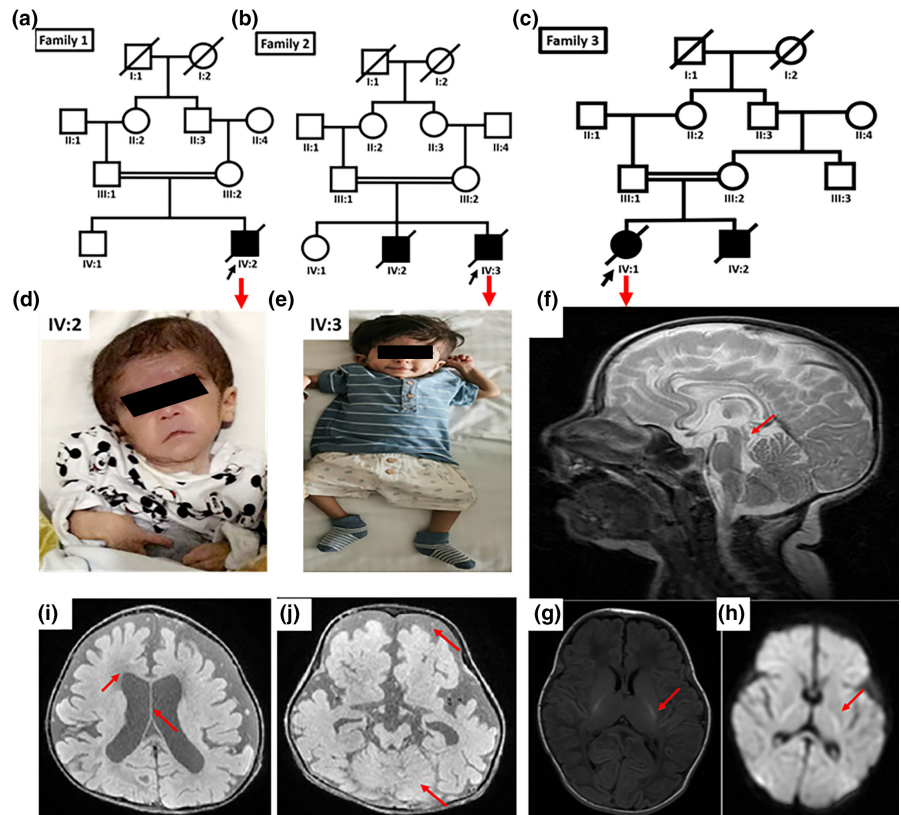 (a)
Family 1
I:1 I:2
II:1 II:2 II:3 II:4
III:1 III:2
IV:1 IV:2
(b)
Family 2
I:1 I:2
II:1 II:2 II:3 II:4
III:1 III:2
IV:1 IV:2 IV:3
(c)
Family 3
I:1 I:2
II:1 II:2 II:3 II:4
III:1 III:2 III:3
IV:1 IV:2
(d)
IV:2
(e)
IV:3
(f)
(i)
(j)
(g)
(h)